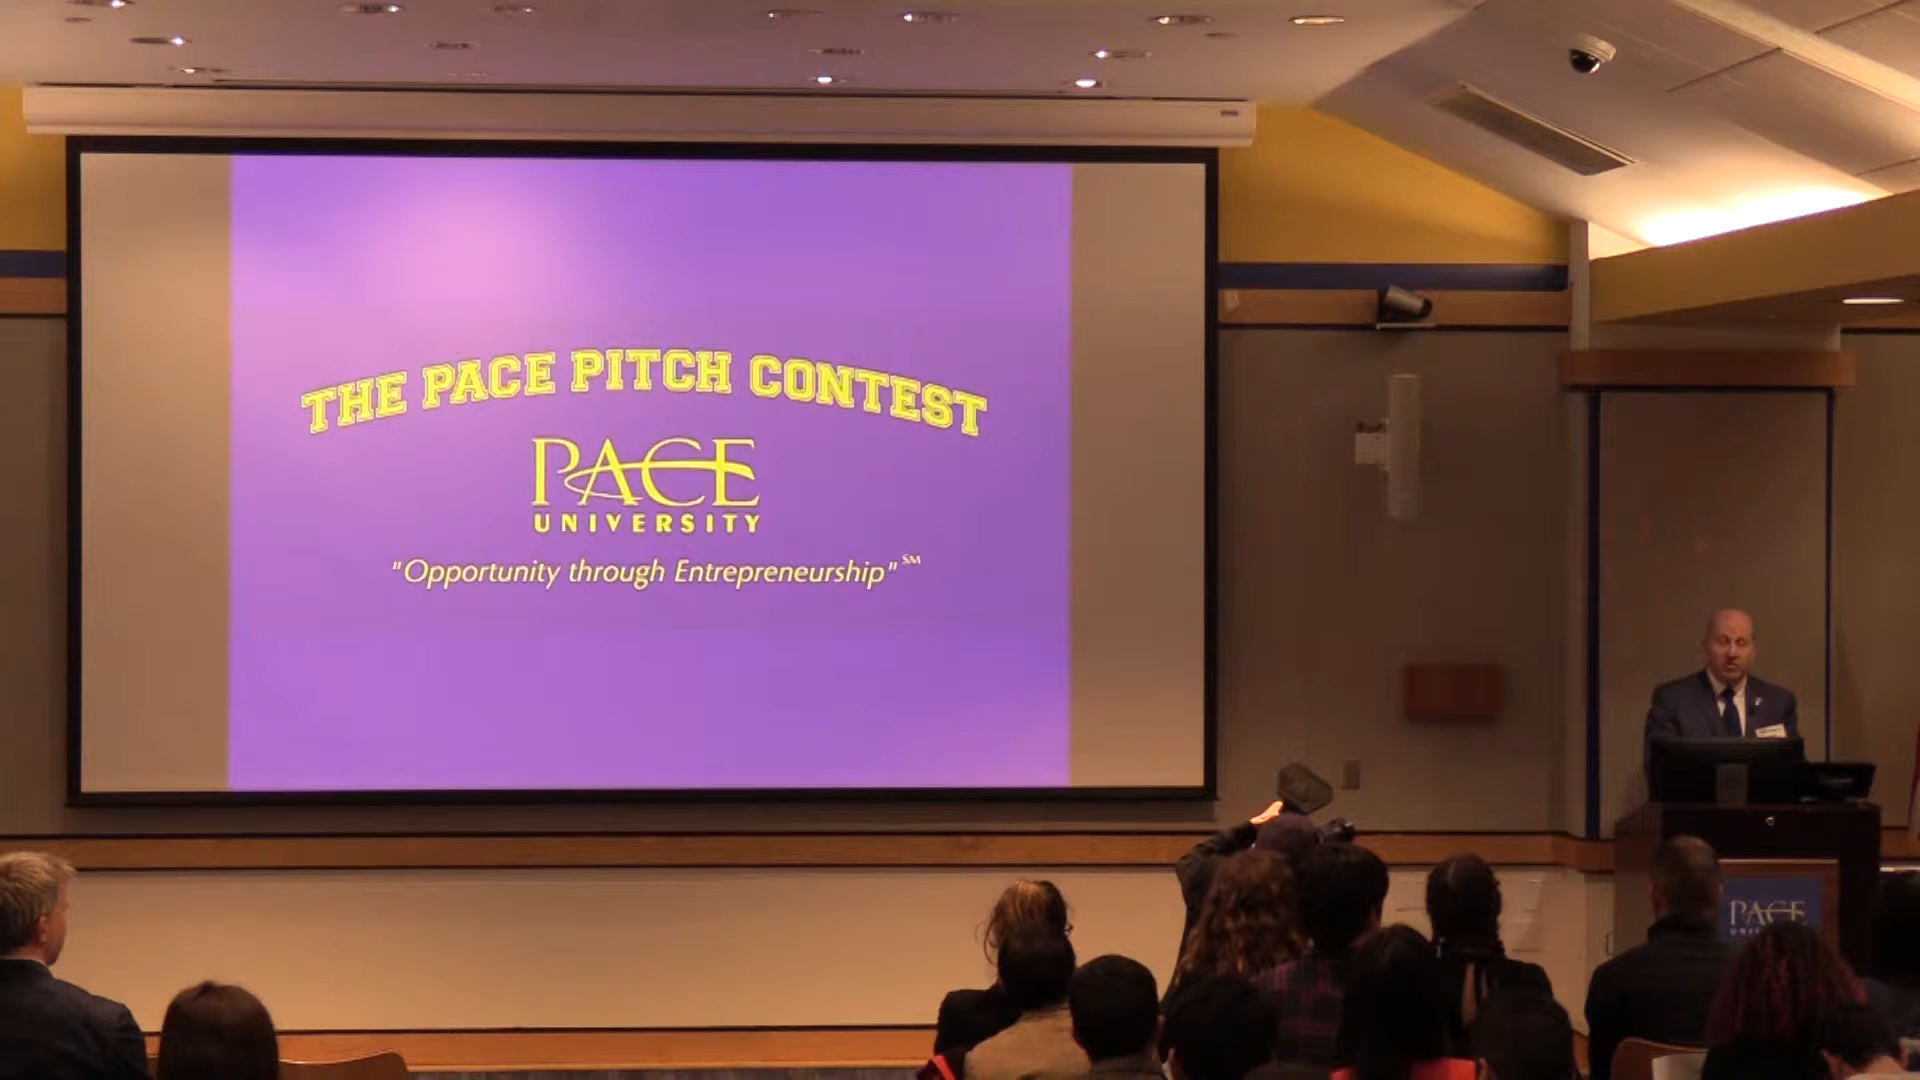 THE PACE PITCH CONTEST
PACE
UNIVERSITY
"Opportunity through Entrepreneurship"℠
PACE